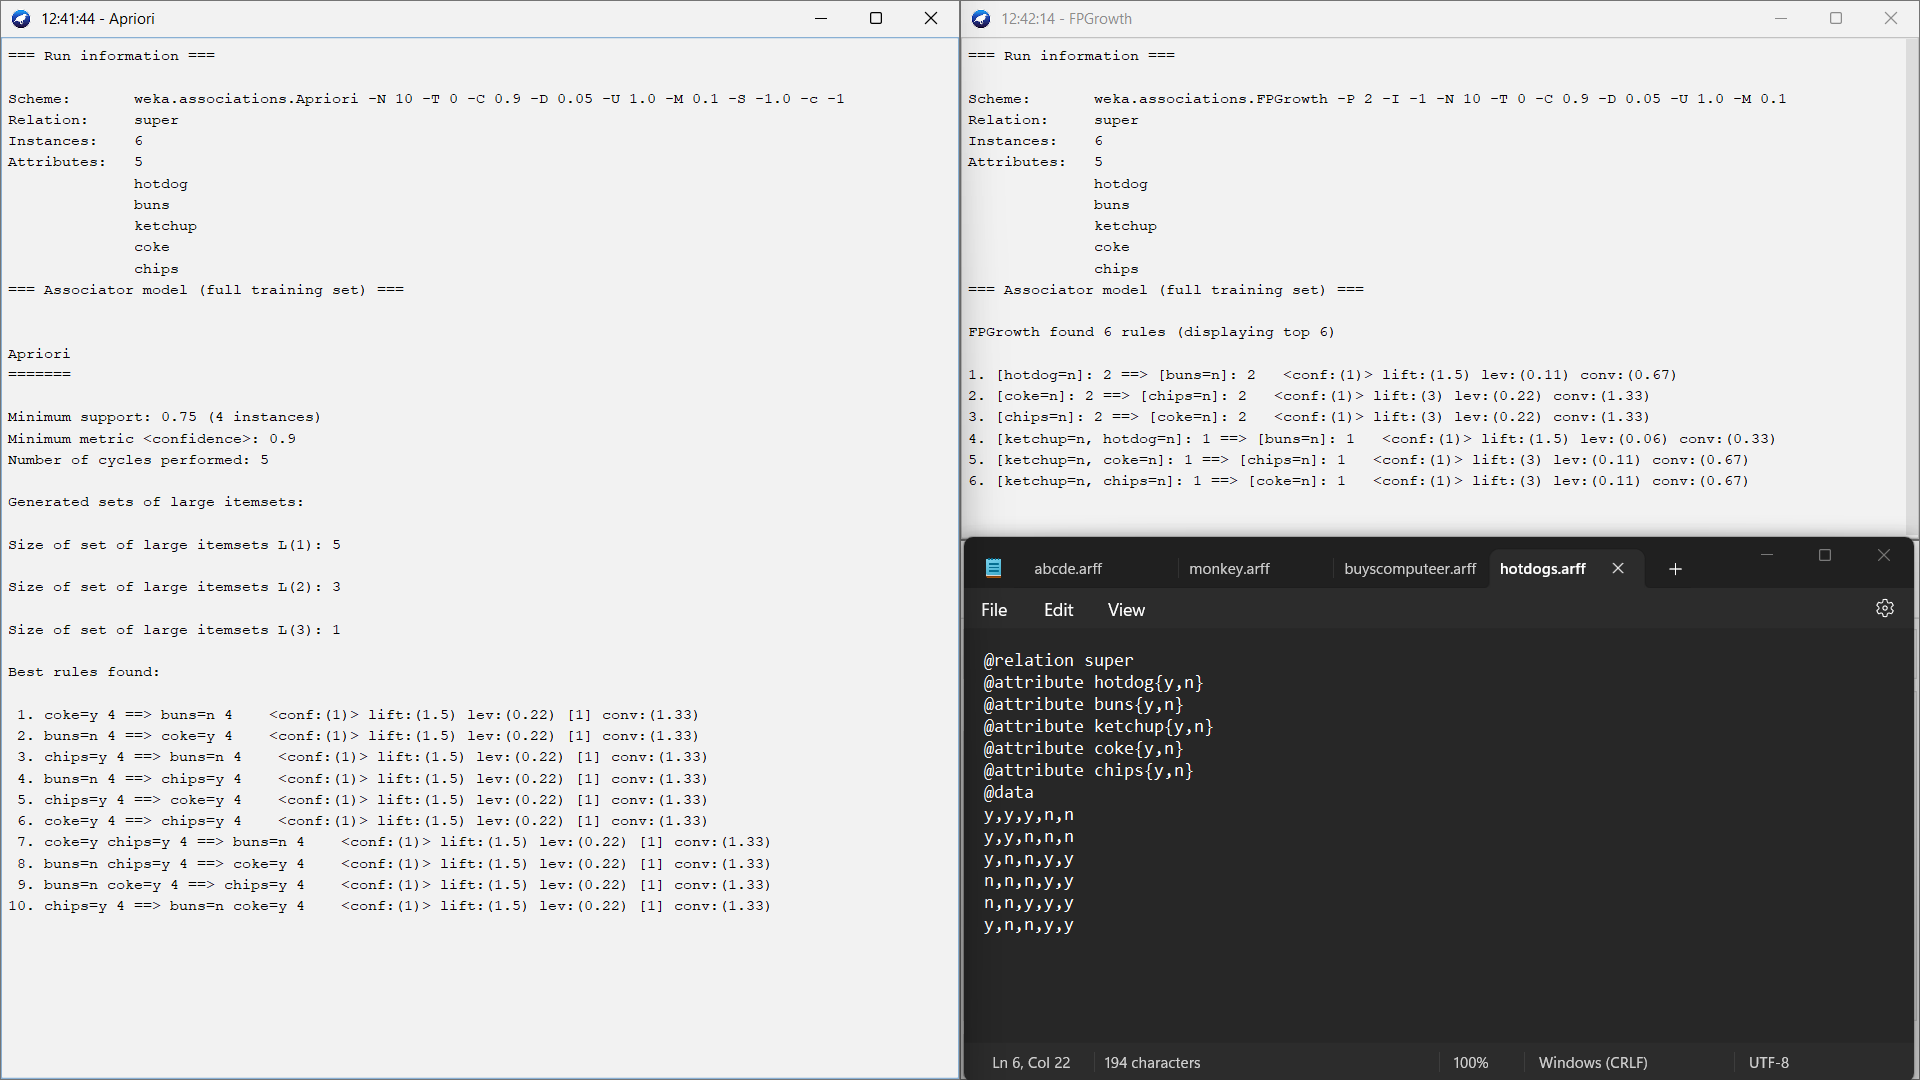 12:41:44 - Apriori
=== Run information ===
Scheme: weka.associations.Apriori -N 10 -T 0 -C 0.9 -D 0.05 -U 1.0 -M 0.1 -S -1.0 -c -1
Relation: super
Instances: 6
Attributes: 5
hotdog
buns
ketchup
coke
chips
=== Associator model (full training set) ===
Apriori
=======
Minimum support: 0.75 (4 instances)
Minimum metric <confidence>: 0.9
Number of cycles performed: 5
Generated sets of large itemsets:
Size of set of large itemsets L(1): 5
Size of set of large itemsets L(2): 3
Size of set of large itemsets L(3): 1
Best rules found:
1. coke=y 4 ==> buns=n 4 <conf:(1)> lift:(1.5) lev:(0.22) [1] conv:(1.33)
2. buns=n 4 ==> coke=y 4 <conf:(1)> lift:(1.5) lev:(0.22) [1] conv:(1.33)
3. chips=y 4 ==> buns=n 4 <conf:(1)> lift:(1.5) lev:(0.22) [1] conv:(1.33)
4. buns=n 4 ==> chips=y 4 <conf:(1)> lift:(1.5) lev:(0.22) [1] conv:(1.33)
5. chips=y 4 ==> coke=y 4 <conf:(1)> lift:(1.5) lev:(0.22) [1] conv:(1.33)
6. coke=y 4 ==> chips=y 4 <conf:(1)> lift:(1.5) lev:(0.22) [1] conv:(1.33)
7. coke=y chips=y 4 ==> buns=n 4 <conf:(1)> lift:(1.5) lev:(0.22) [1] conv:(1.33)
8. buns=n chips=y 4 ==> coke=y 4 <conf:(1)> lift:(1.5) lev:(0.22) [1] conv:(1.33)
9. buns=n coke=y 4 ==> chips=y 4 <conf:(1)> lift:(1.5) lev:(0.22) [1] conv:(1.33)
10. chips=y 4 ==> buns=n coke=y 4 <conf:(1)> lift:(1.5) lev:(0.22) [1] conv:(1.33)
12:42:14 - FPGrowth
=== Run information ===
Scheme: weka.associations.FPGrowth -P 2 -I -1 -N 10 -T 0 -C 0.9 -D 0.05 -U 1.0 -M 0.1
Relation: super
Instances: 6
Attributes: 5
hotdog
buns
ketchup
coke
chips
=== Associator model (full training set) ===
FPGrowth found 6 rules (displaying top 6)
1. [hotdog=n]: 2 ==> [buns=n]: 2 <conf:(1)> lift:(1.5) lev:(0.11) conv:(0.67)
2. [coke=n]: 2 ==> [chips=n]: 2 <conf:(1)> lift:(3) lev:(0.22) conv:(1.33)
3. [chips=n]: 2 ==> [coke=n]: 2 <conf:(1)> lift:(3) lev:(0.22) conv:(1.33)
4. [ketchup=n, hotdog=n]: 1 ==> [buns=n]: 1 <conf:(1)> lift:(1.5) lev:(0.06) conv:(0.33)
5. [ketchup=n, coke=n]: 1 ==> [chips=n]: 1 <conf:(1)> lift:(3) lev:(0.11) conv:(0.67)
6. [ketchup=n, chips=n]: 1 ==> [coke=n]: 1 <conf:(1)> lift:(3) lev:(0.11) conv:(0.67)
abcde.arff monkey.arff buyscomputeer.arff hotdogs.arff
File Edit View
@relation super
@attribute hotdog{y,n}
@attribute buns{y,n}
@attribute ketchup{y,n}
@attribute coke{y,n}
@attribute chips{y,n}
@data
y,y,y,n,n
y,y,n,n,n
y,n,n,y,y
n,n,n,y,y
n,n,y,y,y
y,n,n,y,y
Ln 6, Col 22 194 characters 100% Windows (CRLF) UTF-8